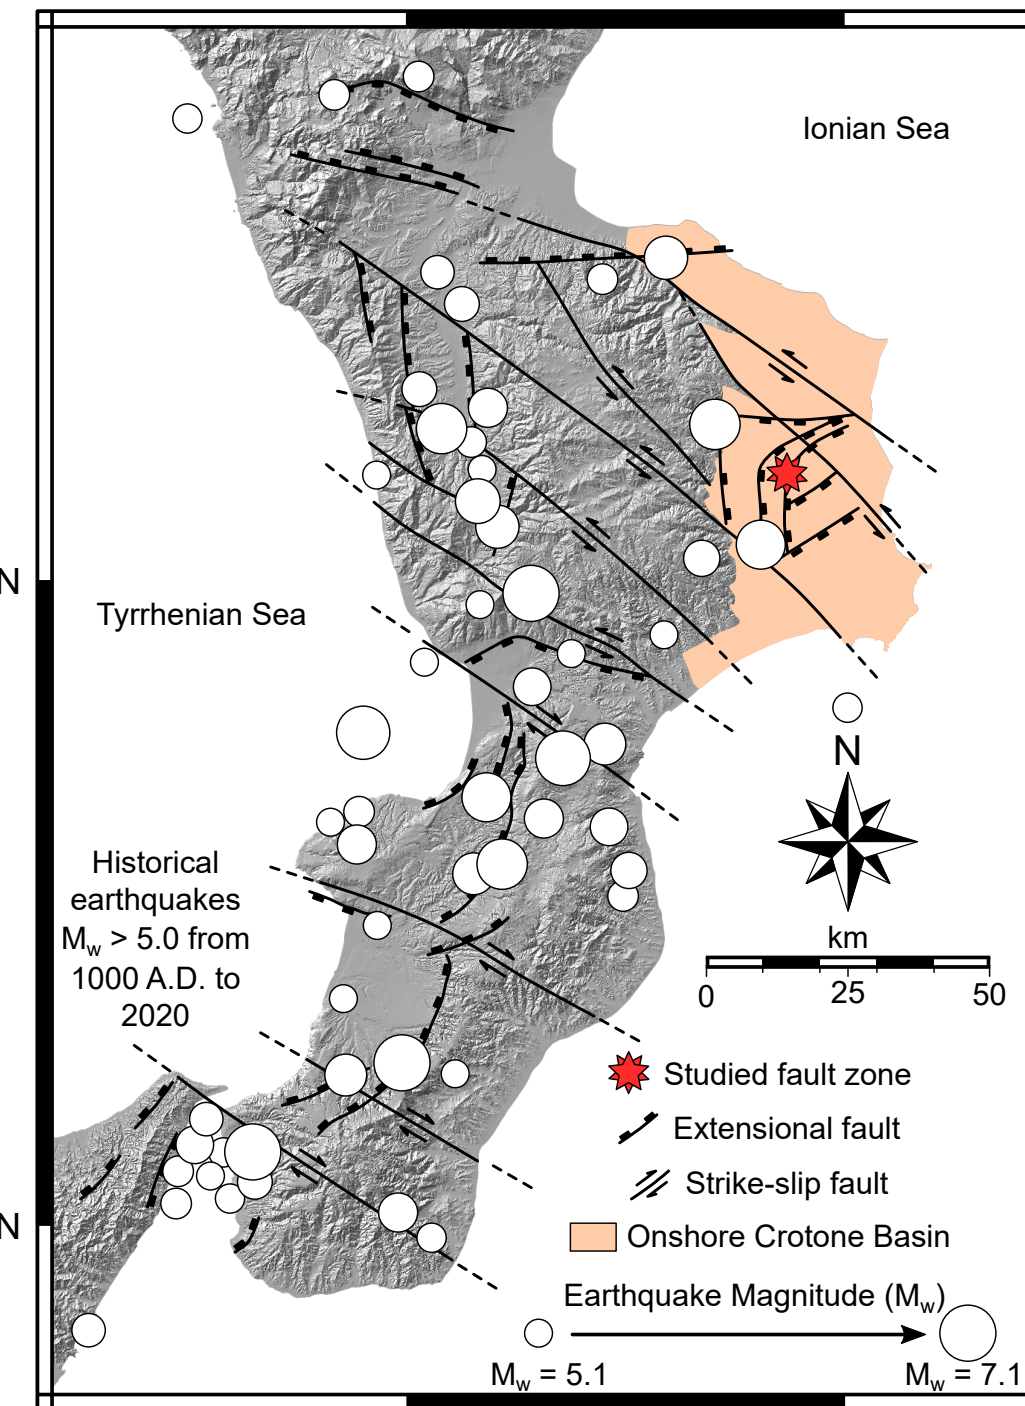 Ionian Sea
N
Tyrrhenian Sea
N
Historical
earthquakes
Mw > 5.0 from
1000 A.D. to
2020
km
0 25 50
Studied fault zone
Extensional fault
Strike-slip fault
N
Onshore Crotone Basin
Earthquake Magnitude (Mw)
Mw = 5.1 Mw = 7.1